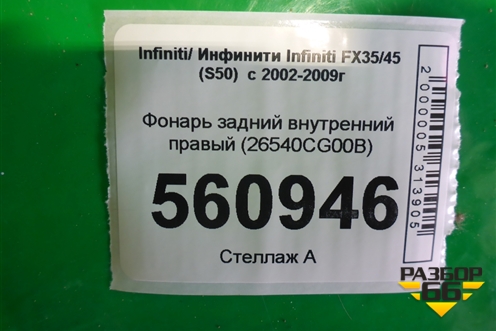 Infiniti/ Инфинити Infiniti FX35/45
(S50) с 2002-2009г
Фонарь задний внутренний
правый (26540CG00B)
560946
Стеллаж А
2000005313905
РАЗБОР
66